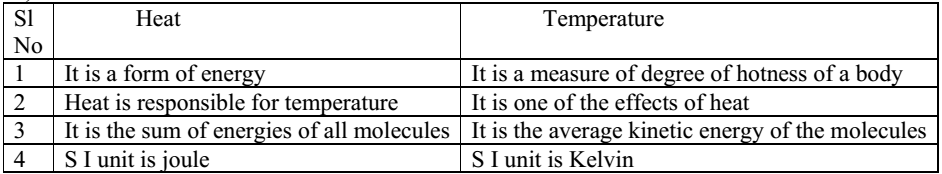 Sl No Heat Temperature
1 It is a form of energy It is a measure of degree of hotness of a body
2 Heat is responsible for temperature It is one of the effects of heat
3 It is the sum of energies of all molecules It is the average kinetic energy of the molecules
4 S I unit is joule S I unit is Kelvin